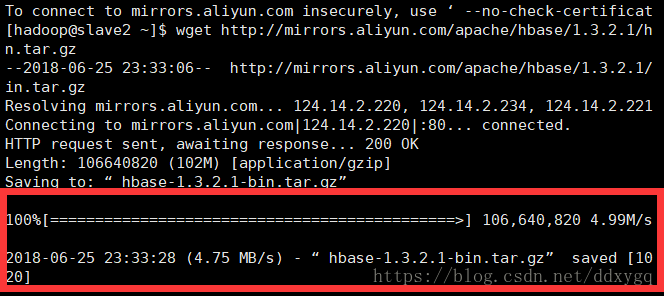 To connect to mirrors.aliyun.com insecurely, use ‘ --no-check-certificat
[hadoop@slave2 ~]$ wget http://mirrors.aliyun.com/apache/hbase/1.3.2.1/h
n.tar.gz
--2018-06-25 23:33:06--  http://mirrors.aliyun.com/apache/hbase/1.3.2.1/
in.tar.gz
Resolving mirrors.aliyun.com... 124.14.2.220, 124.14.2.234, 124.14.2.221
Connecting to mirrors.aliyun.com|124.14.2.220|:80... connected.
HTTP request sent, awaiting response... 200 OK
Length: 106640820 (102M) [application/gzip]
Saving to: “ hbase-1.3.2.1-bin.tar.gz”
100%[=============================================>] 106,640,820 4.99M/s
2018-06-25 23:33:28 (4.75 MB/s) - “ hbase-1.3.2.1-bin.tar.gz”  saved [10
20]
https://blog.csdn.net/ddxygq